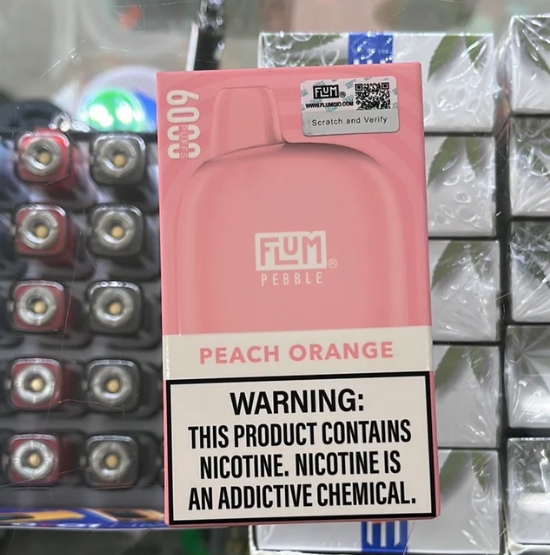 FLUM
WWW.FLUMGIO.COM
Scratch and Verify
6000
PUFFS
FLUM®
PEBBLE
PEACH ORANGE
WARNING:
THIS PRODUCT CONTAINS
NICOTINE. NICOTINE IS
AN ADDICTIVE CHEMICAL.